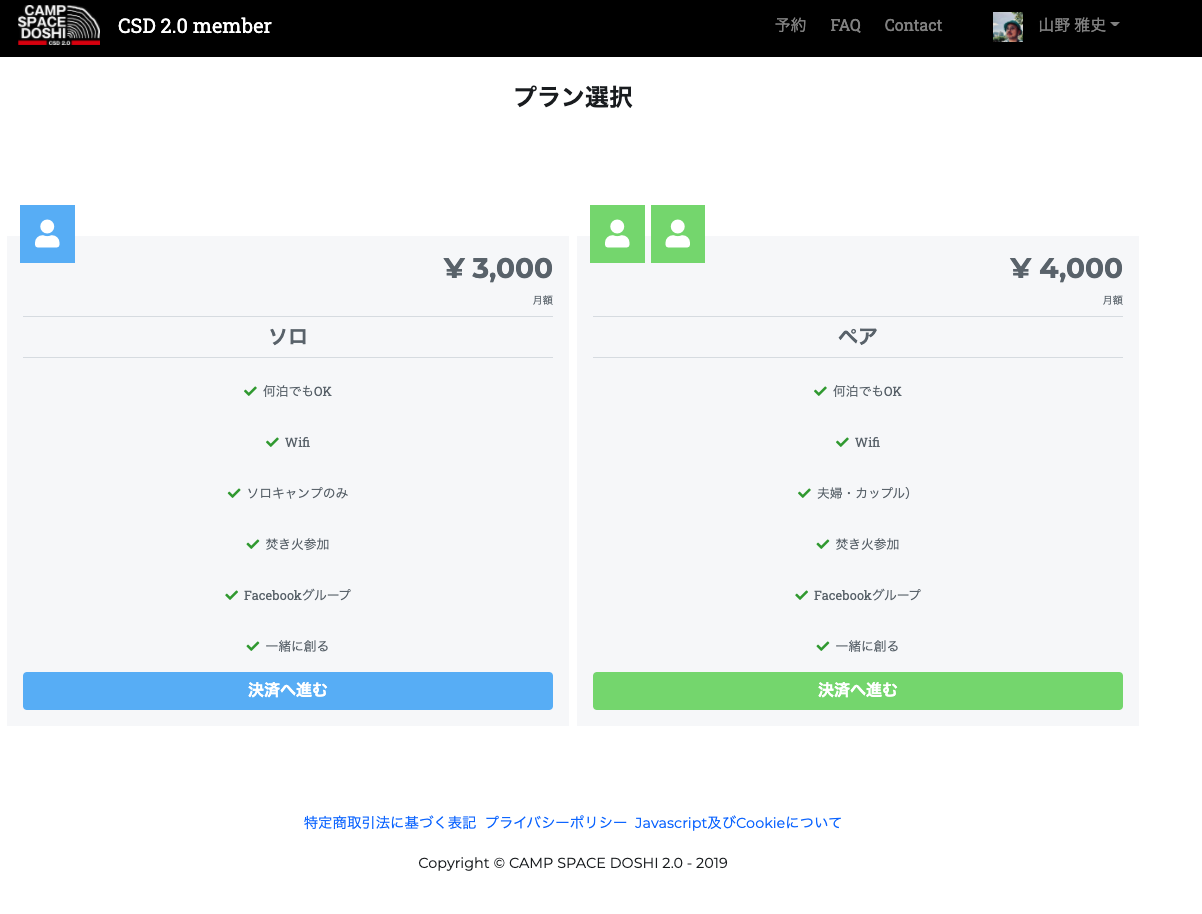 CAMP
SPACE
DOSHI
CSD 2.0
CSD 2.0 member
予約 FAQ Contact 山野 雅史
プラン選択
¥ 3,000
月額
ソロ
何泊でもOK
Wifi
ソロキャンプのみ
焚き火参加
Facebookグループ
一緒に創る
決済へ進む
¥ 4,000
月額
ペア
何泊でもOK
Wifi
夫婦・カップル）
焚き火参加
Facebookグループ
一緒に創る
決済へ進む
特定商取引法に基づく表記 プライバシーポリシー Javascript及びCookieについて
Copyright © CAMP SPACE DOSHI 2.0 - 2019